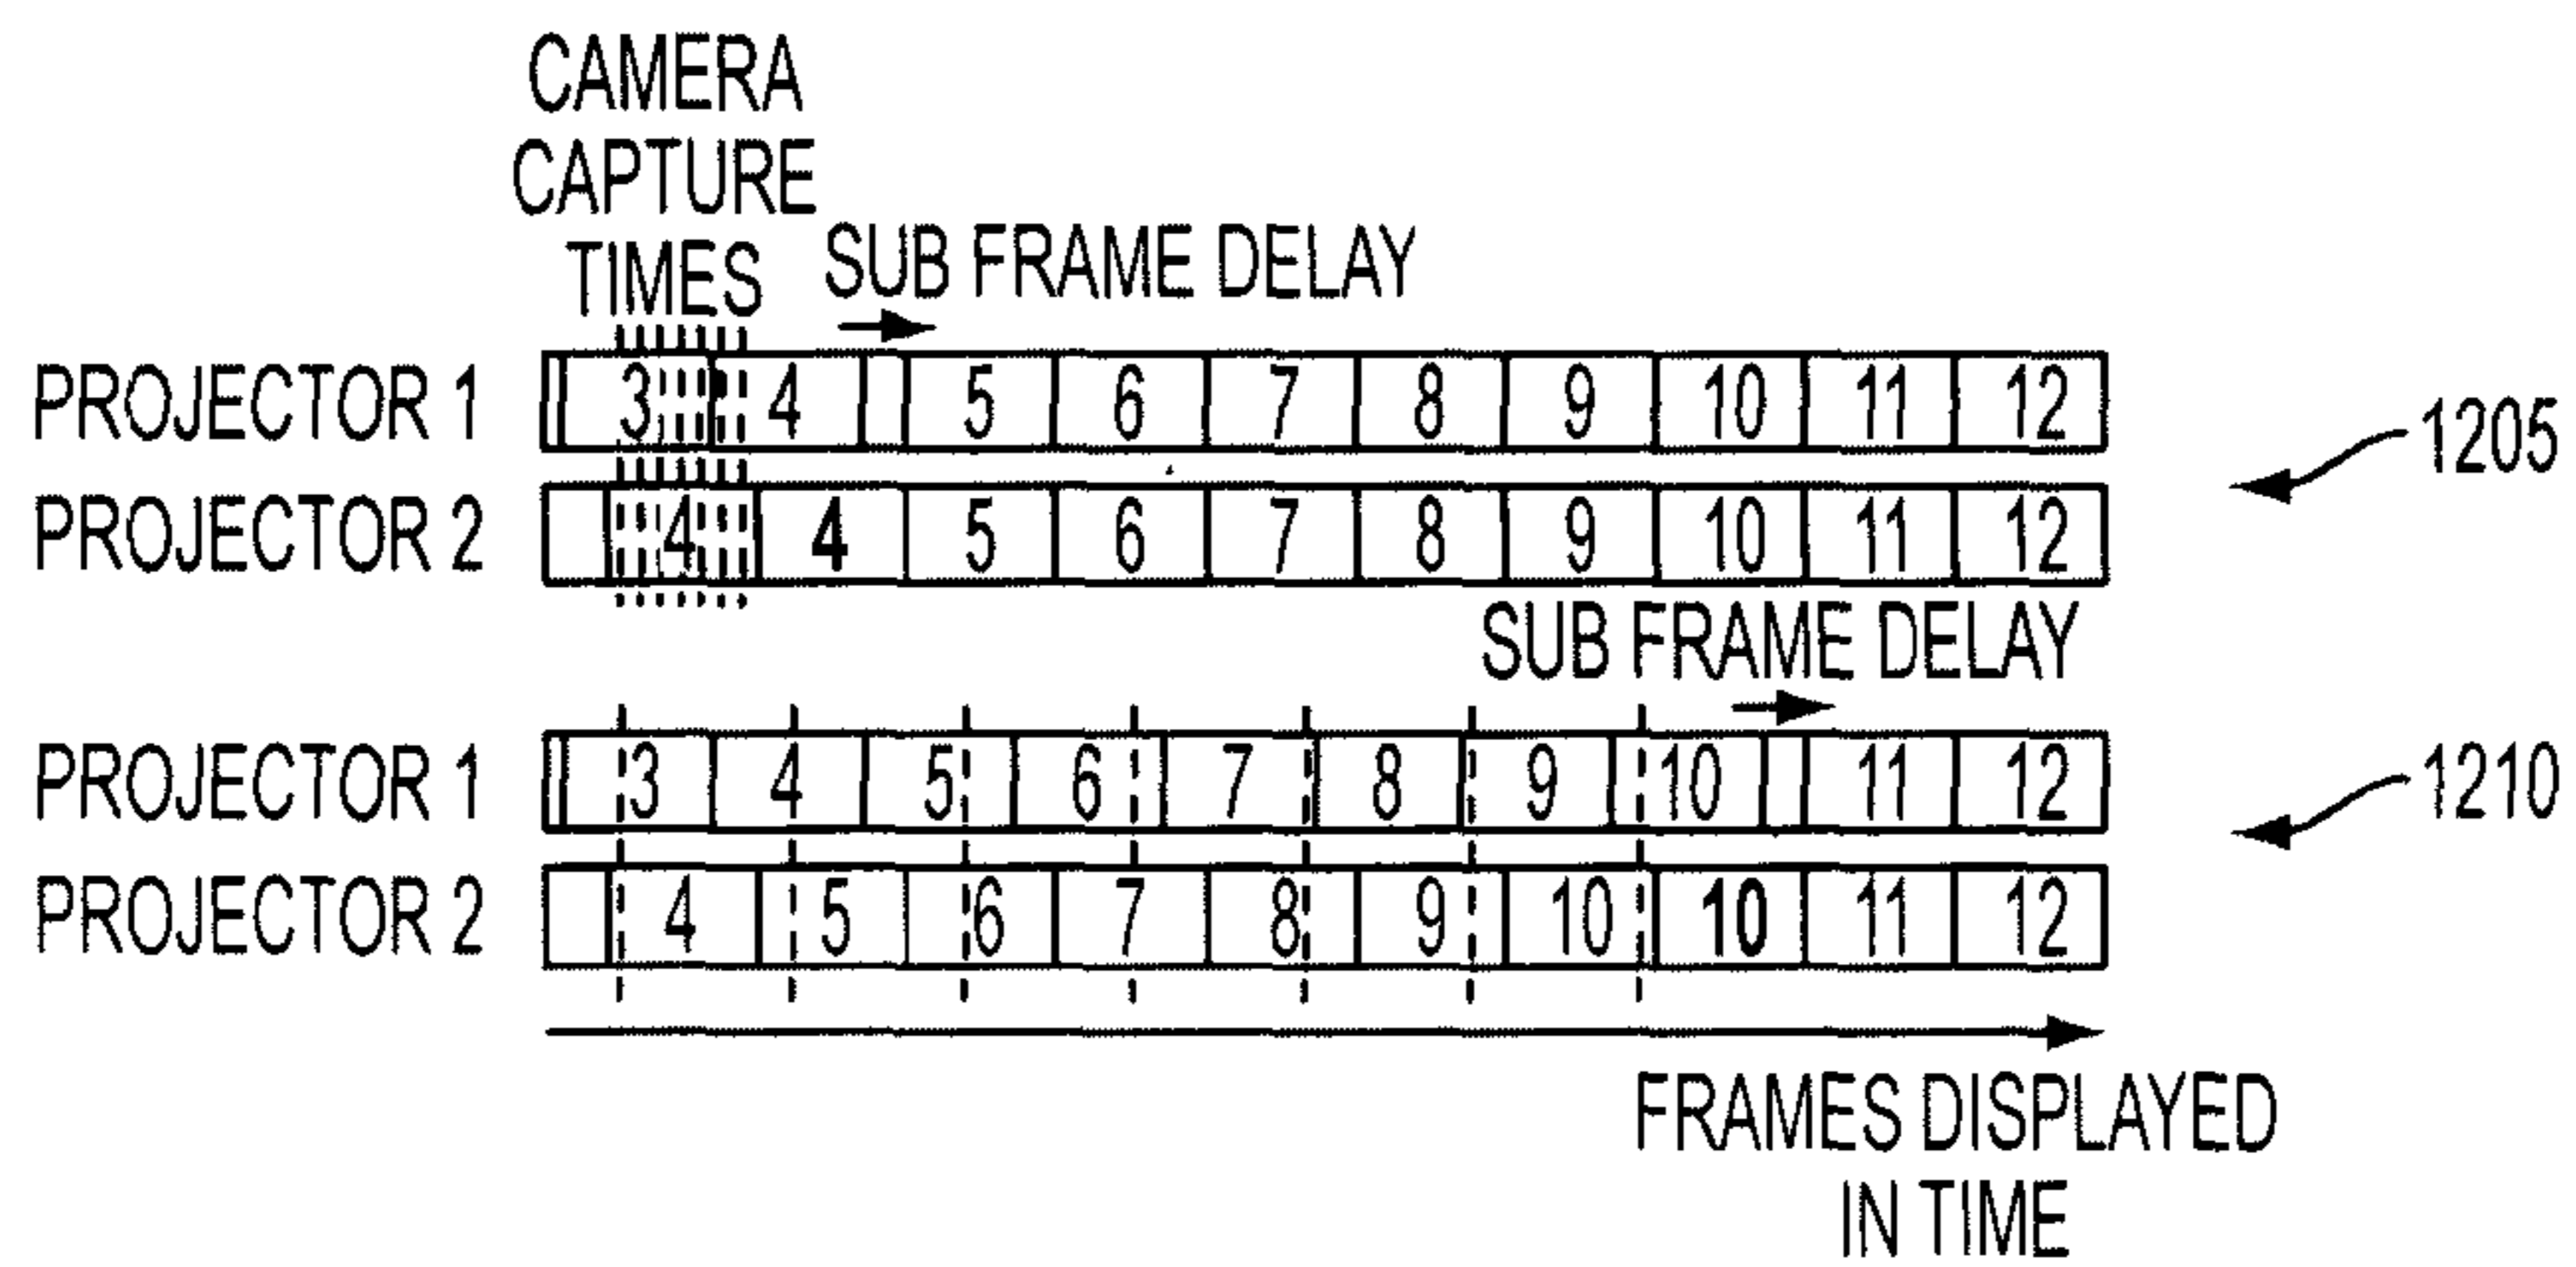 CAMERA
CAPTURE
TIMES
SUB FRAME DELAY
PROJECTOR 1 3 4 5 6 7 8 9 10 11 12
1205
PROJECTOR 2 4 4 5 6 7 8 9 10 11 12
SUB FRAME DELAY
PROJECTOR 1 3 4 5 6 7 8 9 10 11 12
1210
PROJECTOR 2 4 5 6 7 8 9 10 10 11 12
FRAMES DISPLAYED
IN TIME